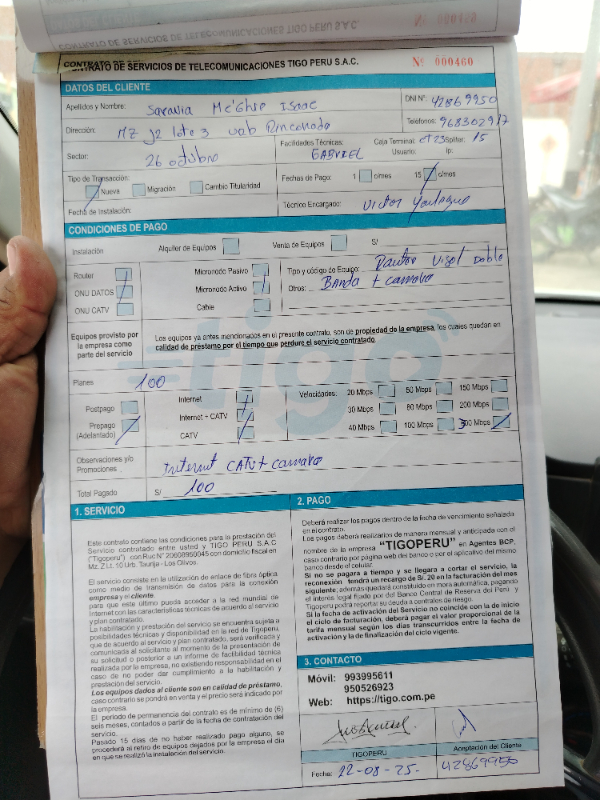 Nº 000460
CONTRATO DE SERVICIOS DE TELECOMUNICACIONES TIGO PERU S.A.C.
DATOS DEL CLIENTE
Apellidos y Nombre: Saravia Mc'Ghro Isaac
DNI Nº 42869950
Dirección: Mz J2 lote 3 uab Rinconada
Teléfonos: 968302917
Sector: 26 octubre
Facilidades Técnicas: GABRIEL
Caja Terminal: CT23 Splitter: 15
Usuario: Ip:
Tipo de Transacción:
Nueva Migración Cambio Titularidad
Fechas de Pago: 1 c/mes 15 c/mes
Fecha de Instalación:
Técnico Encargado: Victor
CONDICIONES DE PAGO
Instalación Alquiler de Equipos Venta de Equipos S/
Router Micronodo Pasivo Tipo y código de Equipo: Doble
ONU DATOS Micronodo Activo Otros: Banda + camara
ONU CATV Cable
Equipos provisto por la empresa como parte del servicio
Los equipos ya antes mencionados en el presente contrato, son de propiedad de la empresa, los cuales quedan en calidad de préstamo por el tiempo que perdure el servicio contratado.
tigo
Planes 100
Postpago
Prepago (Adelantado)
Internet
Internet + CATV
CATV
Velocidades: 20 Mbps 50 Mbps 150 Mbps
30 Mbps 80 Mbps 200 Mbps
40 Mbps 100 Mbps 300 Mbps
Observaciones y/o Promociones : Internet CATV + camara
Total Pagado S/ 100
1. SERVICIO
Este contrato contiene las condiciones para la prestación del Servicio contratado entre usted y TIGO PERU S.A.C ("Tigoperu") con Ruc N° 20608950045 con domicilio fiscal en Mz. Z Lt. 10 Urb. Taurija - Los Olivos.
El servicio consiste en la utilización de enlace de fibra óptica como medio de transmisión de datos para la conexión empresa y el cliente.
para que este último pueda acceder a la red mundial de Internet con las características técnicas de acuerdo al servicio y plan contratado.
La habilitación y prestación del servicio se encuentra sujeta a posibilidades técnicas y disponibilidad en la red de Tigoperu, que de acuerdo al servicio y plan contratado, será verificada y comunicada al solicitante al momento de la presentación de su solicitud o posterior a un informe de factibilidad técnica realizada por la empresa, no existiendo responsabilidad en el caso de no poder dar cumplimiento a la habilitación y prestación del servicio.
Los equipos dados al cliente son en calidad de préstamo, caso contrario se pondrá en venta y el precio será indicado por la empresa.
El periodo de permanencia del contrato es de mínimo de (6) seis meses, contados a partir de la fecha de contratación del servicio.
Pasado 15 días de no haber realizado pago alguno, se procederá al retiro de equipos dejados por la empresa el día en que se realizó la instalación del servicio.
2. PAGO
Deberá realizar los pagos dentro de la fecha de vencimiento señalada en el contrato.
Los pagos deberá realizarlos de manera mensual y anticipada con el nombre de la empresa "TIGOPERU" en Agentes BCP,
caso contrario por pagina web del banco o por el aplicativo del mismo banco desde el celular.
Si no se pagara a tiempo y se llegara a cortar el servicio, la reconexión tendrá un recargo de S/. 20 en la facturación del mes siguiente, además quedará constituido en mora automática, pagando el interés legal fijado por del Banco Central de Reserva del Perú y Tigoperu podrá reportar su deuda a centrales de riesgo.
Si la fecha de activación del Servicio no coincide con la de inicio del ciclo de facturación, deberá pagar el valor proporcional de la tarifa mensual según los días transcurridos entre la fecha de activación y la de finalización del ciclo vigente.
3. CONTACTO
Móvil: 993995611
950526923
Web: https://tigo.com.pe
TIGOPERU Aceptación del Cliente
Fecha: 22-08-25. 42869950